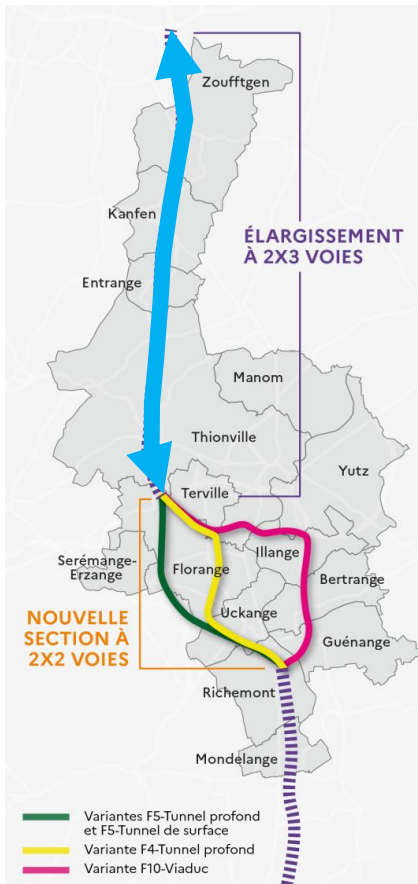 Zoufftgen
Kanfen
ÉLARGISSEMENT
À 2X3 VOIES
Entrange
Manom
Thionville
Yutz
Terville
Illange
Serémange-
Erzange
Florange
Bertrange
Uckange
NOUVELLE
SECTION À
2X2 VOIES
Guénange
Richemont
Mondelange
Variantes F5-Tunnel profond
et F5-Tunnel de surface
Variante F4-Tunnel profond
Variante F10-Viaduc